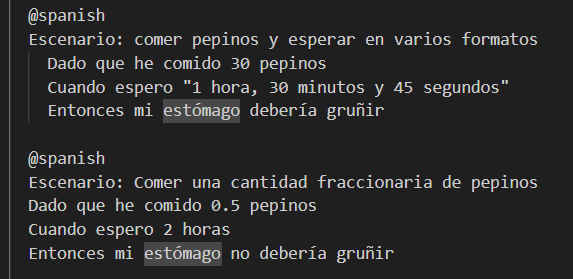 @spanish
Escenario: comer pepinos y esperar en varios formatos
Dado que he comido 30 pepinos
Cuando espero "1 hora, 30 minutos y 45 segundos"
Entonces mi estómago debería gruñir
@spanish
Escenario: Comer una cantidad fraccionaria de pepinos
Dado que he comido 0.5 pepinos
Cuando espero 2 horas
Entonces mi estómago no debería gruñir